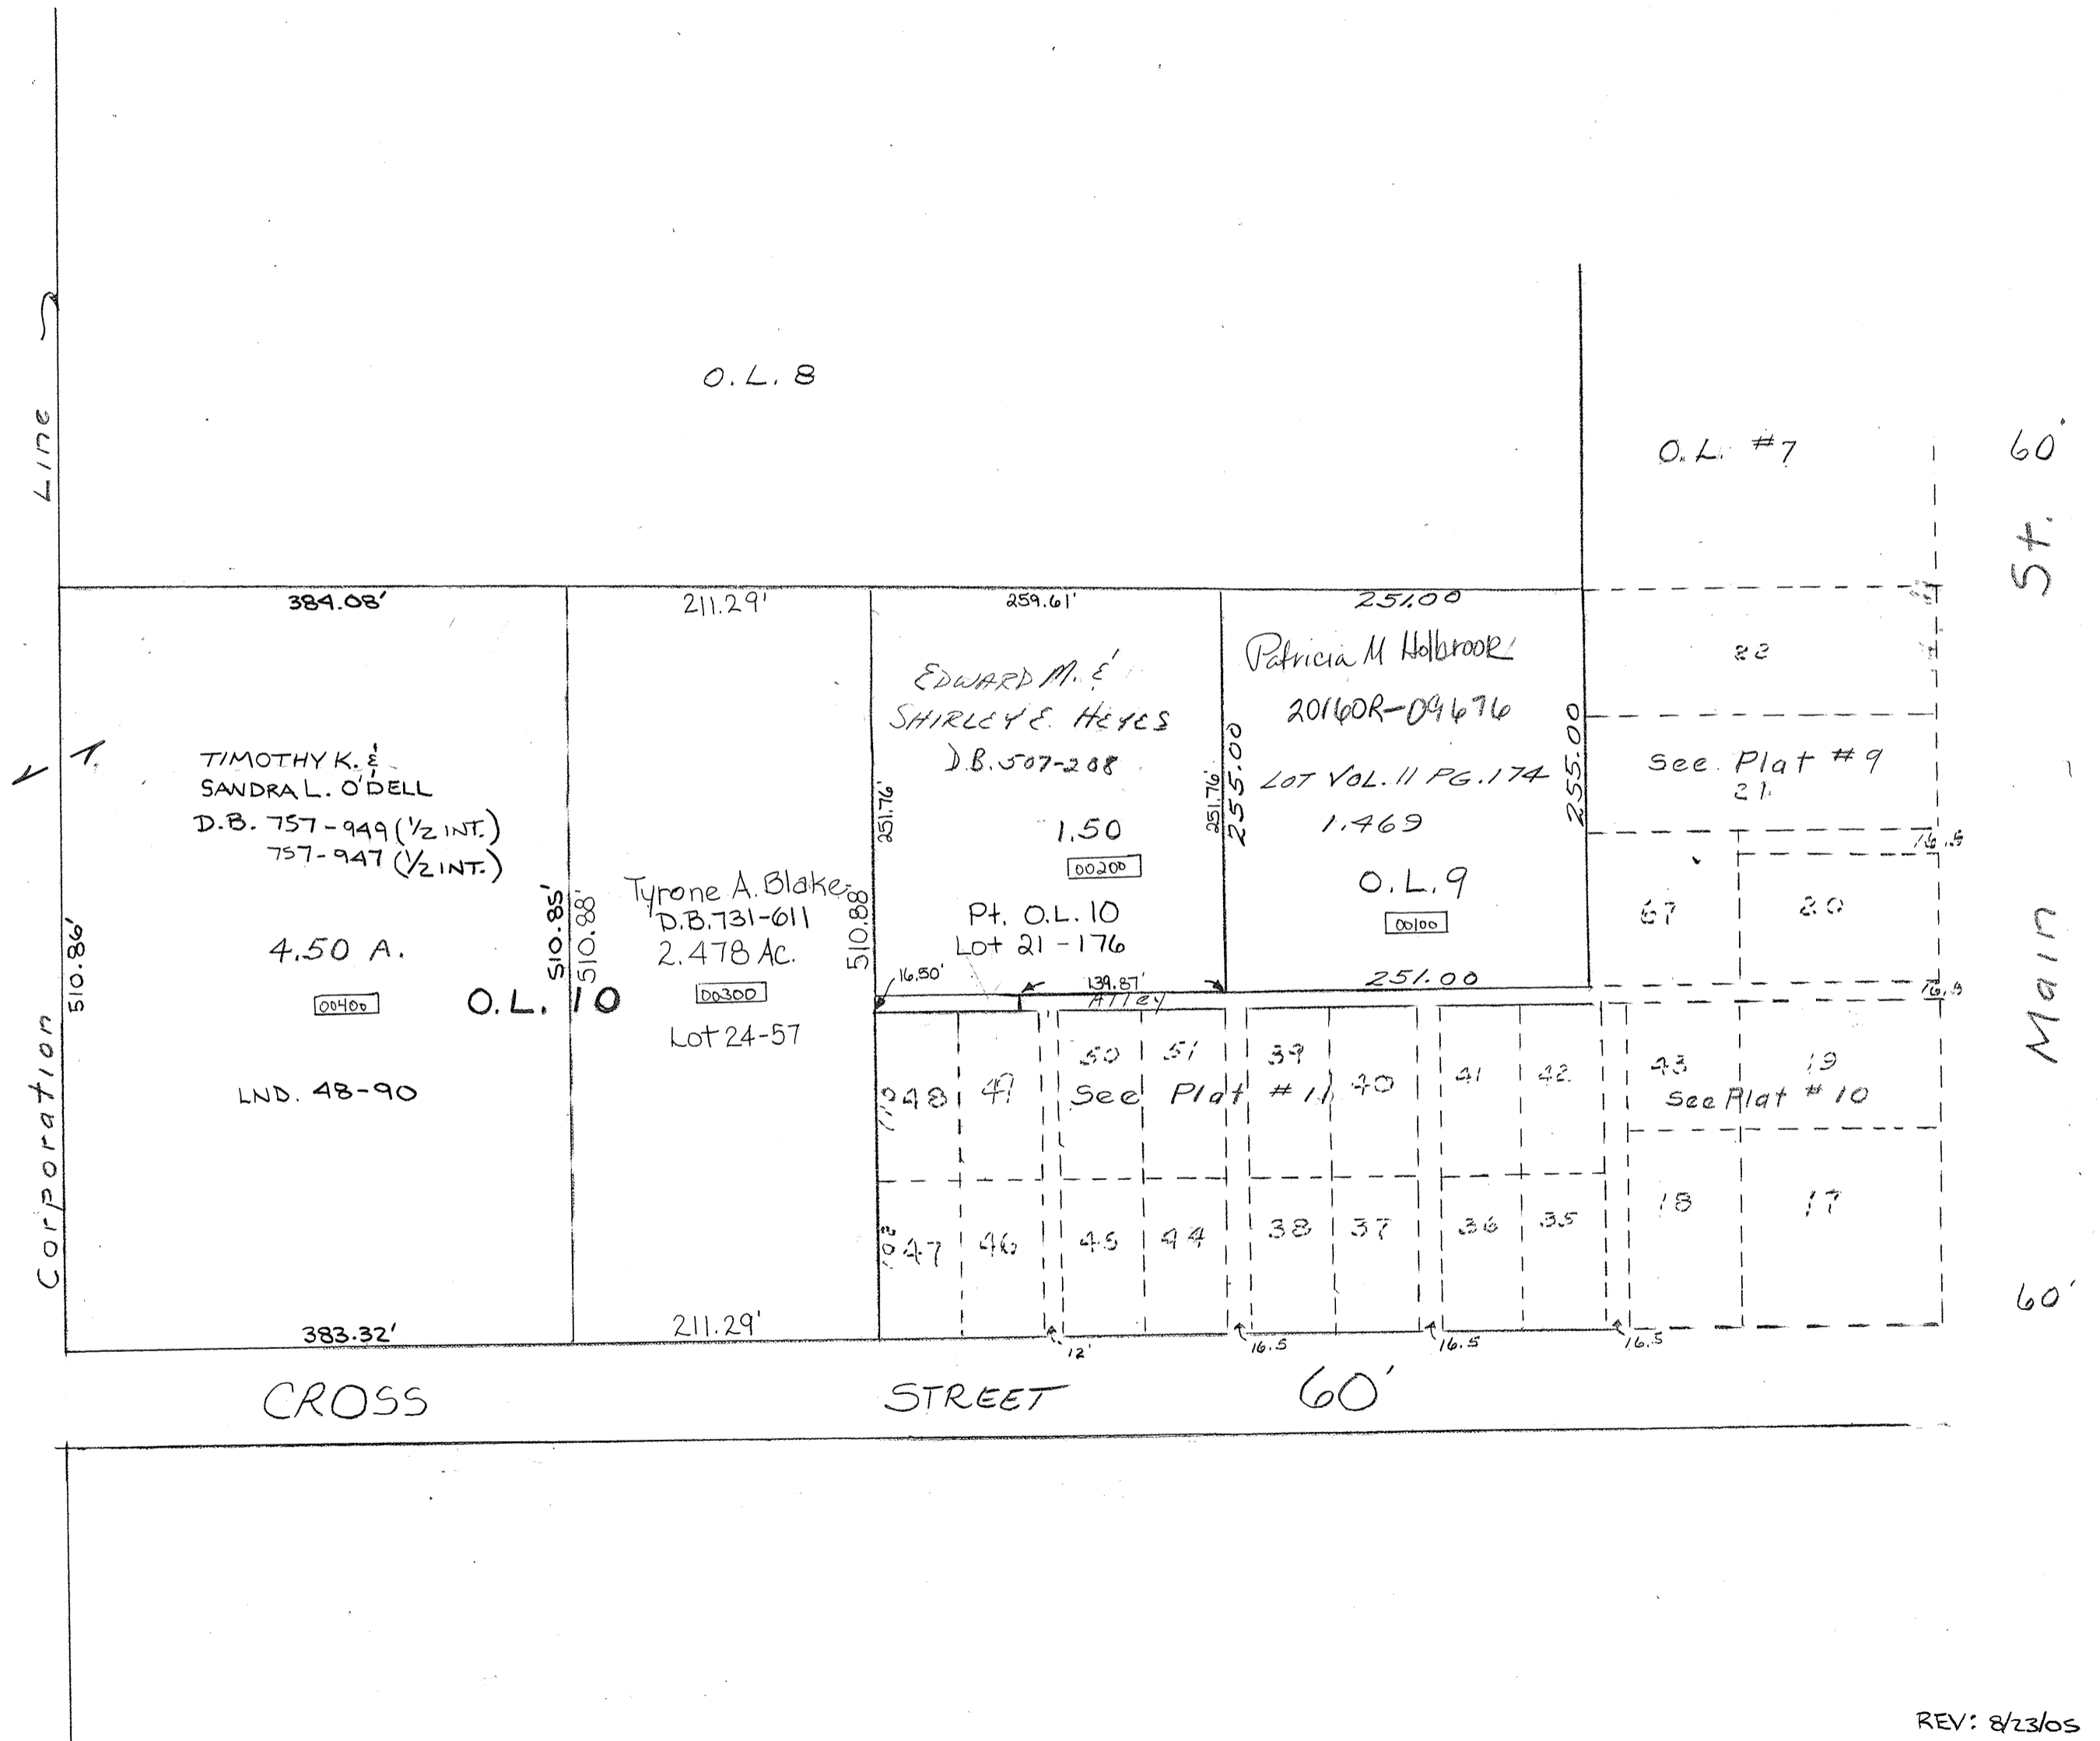 O.L. 8
Line
O.L. #7
60'
St.
Main
60'
384.08'
211.29'
259.61'
251.00
TIMOTHY K. &
SANDRA L. O'DELL
D.B. 757-949 (1/2 INT.)
757-947 (1/2 INT.)
4.50 A.
00400
LND. 48-90
510.86'
Corporation
383.32'
510.85'
O.L. 10
510.88'
Tyrone A. Blake
D.B. 731-611
2.478 AC.
00300
Lot 24-57
510.88
211.29'
EDWARD M. &
SHIRLEY E. HEYES
D.B. 507-208
1.50
00200
Pt. O.L. 10
Lot 21-176
251.76'
251.76'
16.50'
139.87'
Alley
Patricia M Holbrook
20160R-09676
LOT VOL. 11 PG. 174
1.469
O.L. 9
00100
255.00
255.00
251.00
22
See Plat #9
21
16.5
67
20
16.5
48
49
50
51
39
40
41
42
43
19
110
See Plat #11
See Plat #10
47
46
45
44
38
37
36
35
18
17
102
12'
16.5
16.5
16.5
CROSS STREET 60'
REV: 8/23/05